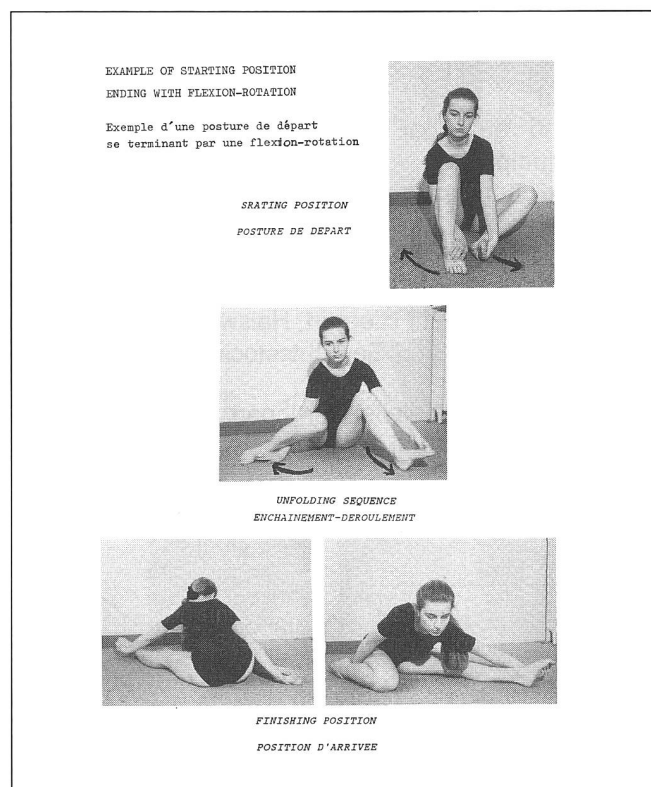 EXAMPLE OF STARTING POSITION
ENDING WITH FLEXION-ROTATION
Exemple d'une posture de départ
se terminant par une flexion-rotation
SRATING POSITION
POSTURE DE DEPART
UNFOLDING SEQUENCE
ENCHAINEMENT-DEROULEMENT
FINISHING POSITION
POSITION D'ARRIVEE